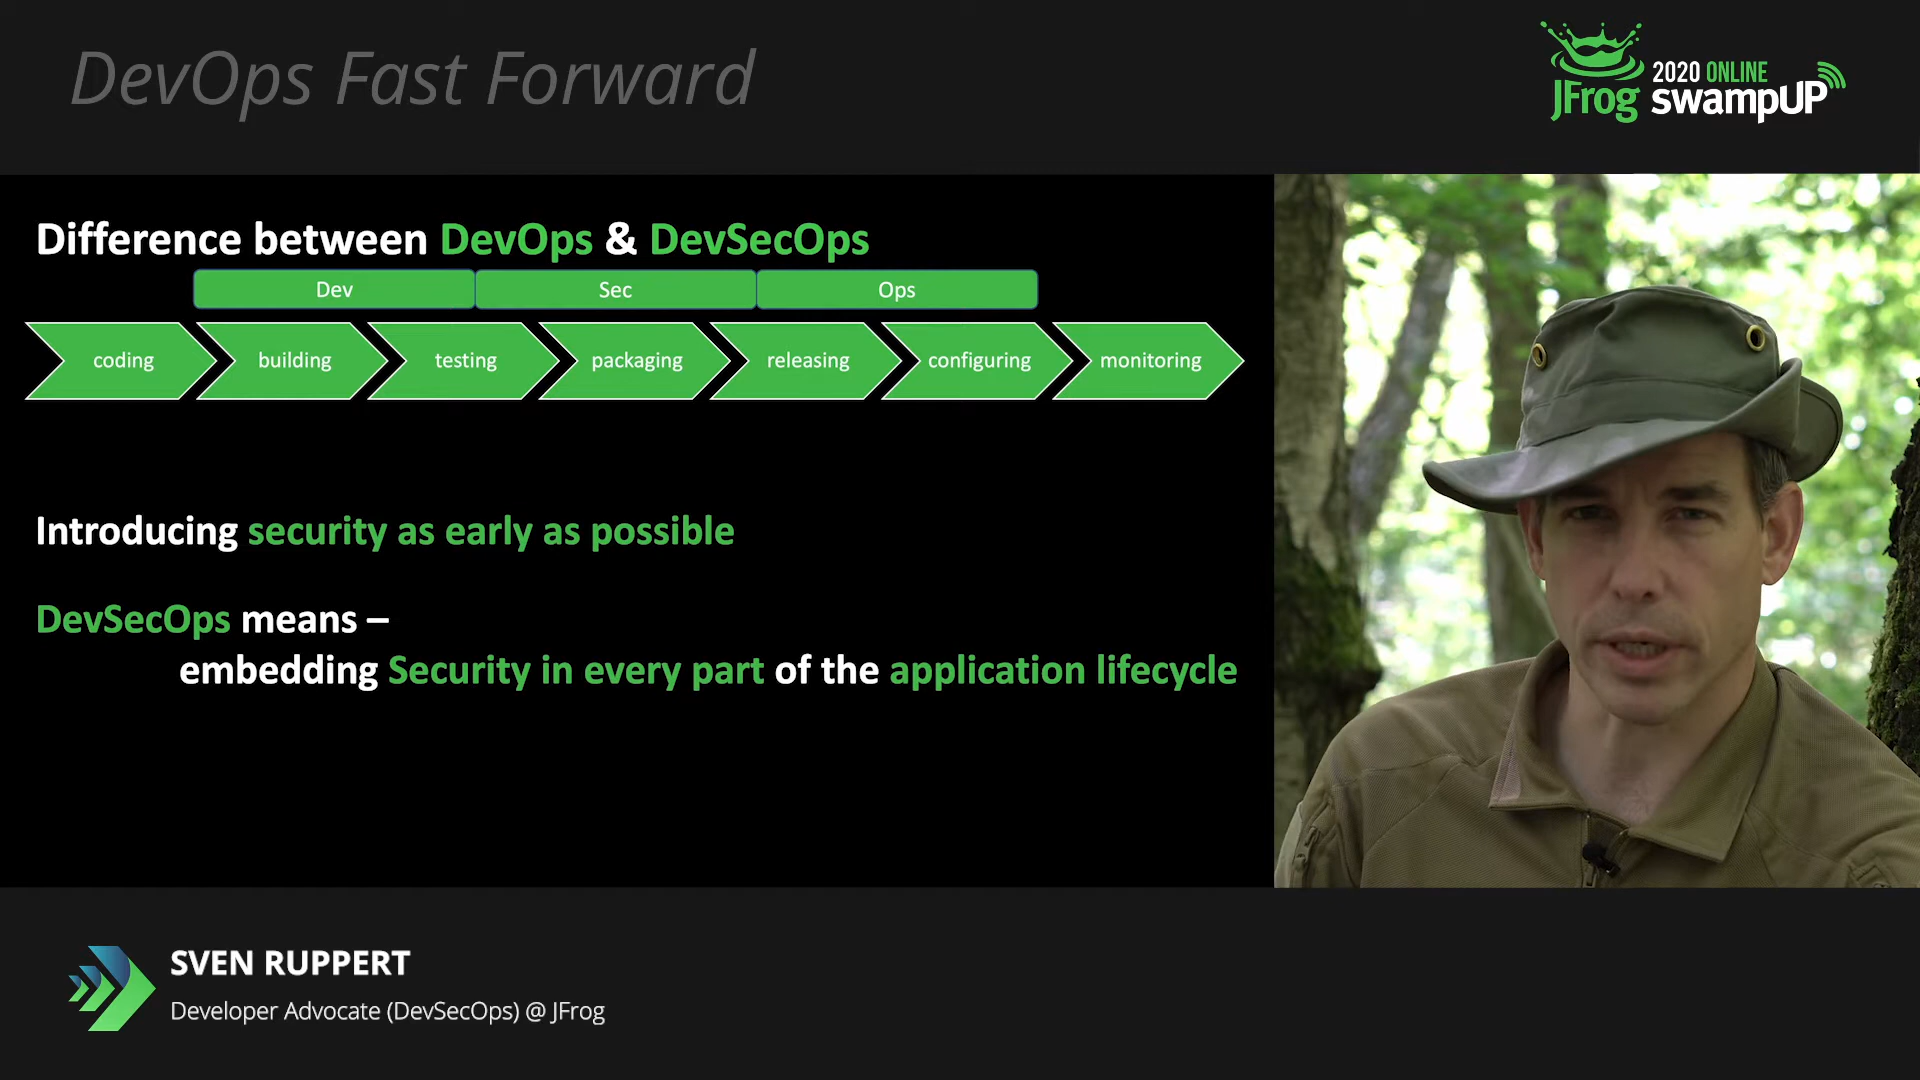 DevOps Fast Forward
JFrog
2020 ONLINE
swampUP
Difference between DevOps & DevSecOps
Dev Sec Ops
coding building testing packaging releasing configuring monitoring
Introducing security as early as possible
DevSecOps means –
embedding Security in every part of the application lifecycle
SVEN RUPPERT
Developer Advocate (DevSecOps) @ JFrog